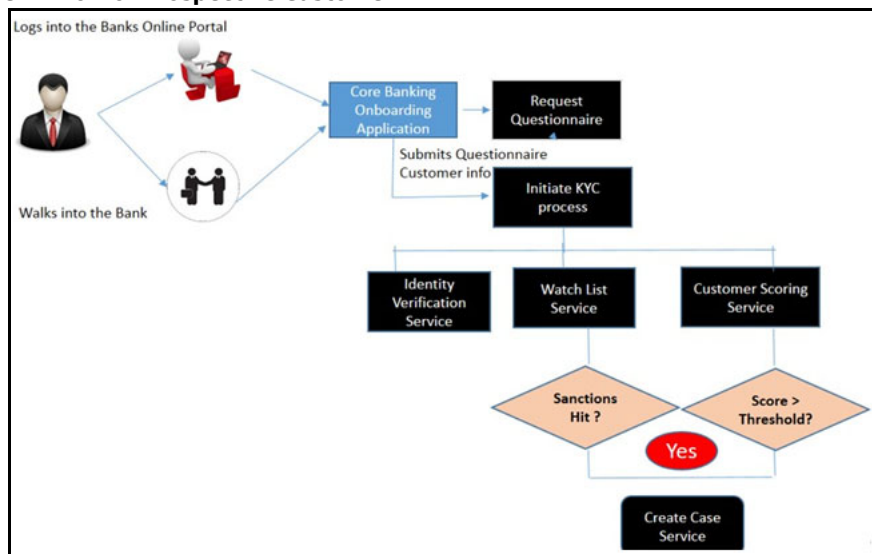 Logs into the Banks Online Portal
Core Banking
Onboarding
Application
Request
Questionnaire
Submits Questionnaire
Customer info
Walks into the Bank
Initiate KYC
process
Identity
Verification
Service
Watch List
Service
Customer Scoring
Service
Sanctions
Hit ?
Score >
Threshold?
Yes
Create Case
Service